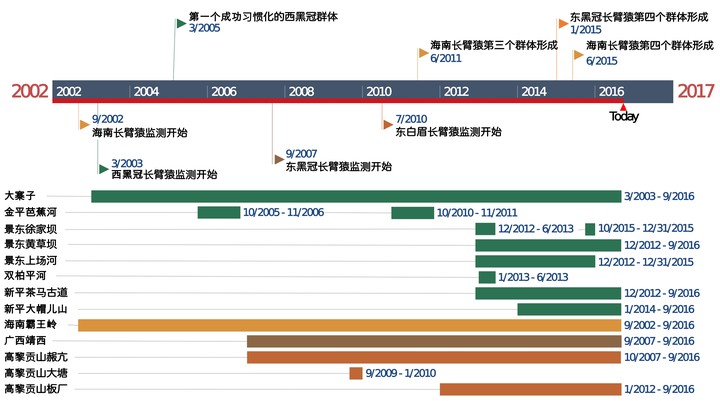 第一个成功习惯化的西黑冠群体
3/2005
东黑冠长臂猿第四个群体形成
1/2015
海南长臂猿第三个群体形成
6/2011
海南长臂猿第四个群体形成
6/2015
2002
2002 2004 2006 2008 2010 2012 2014 2016
2017
Today
9/2002
海南长臂猿监测开始
7/2010
东白眉长臂猿监测开始
3/2003
西黑冠长臂猿监测开始
9/2007
东黑冠长臂猿监测开始
大寨子 3/2003 - 9/2016
金平芭蕉河 10/2005 - 11/2006 10/2010 - 11/2011
景东徐家坝 12/2012 - 6/2013 10/2015 - 12/31/2015
景东黄草坝 12/2012 - 9/2016
景东上场河 12/2012 - 12/31/2015
双柏平河 1/2013 - 6/2013
新平茶马古道 12/2012 - 9/2016
新平大帽儿山 1/2014 - 9/2016
海南霸王岭 9/2002 - 9/2016
广西靖西 9/2007 - 9/2016
高黎贡山赧亢 10/2007 - 9/2016
高黎贡山大塘 9/2009 - 1/2010
高黎贡山板厂 1/2012 - 9/2016